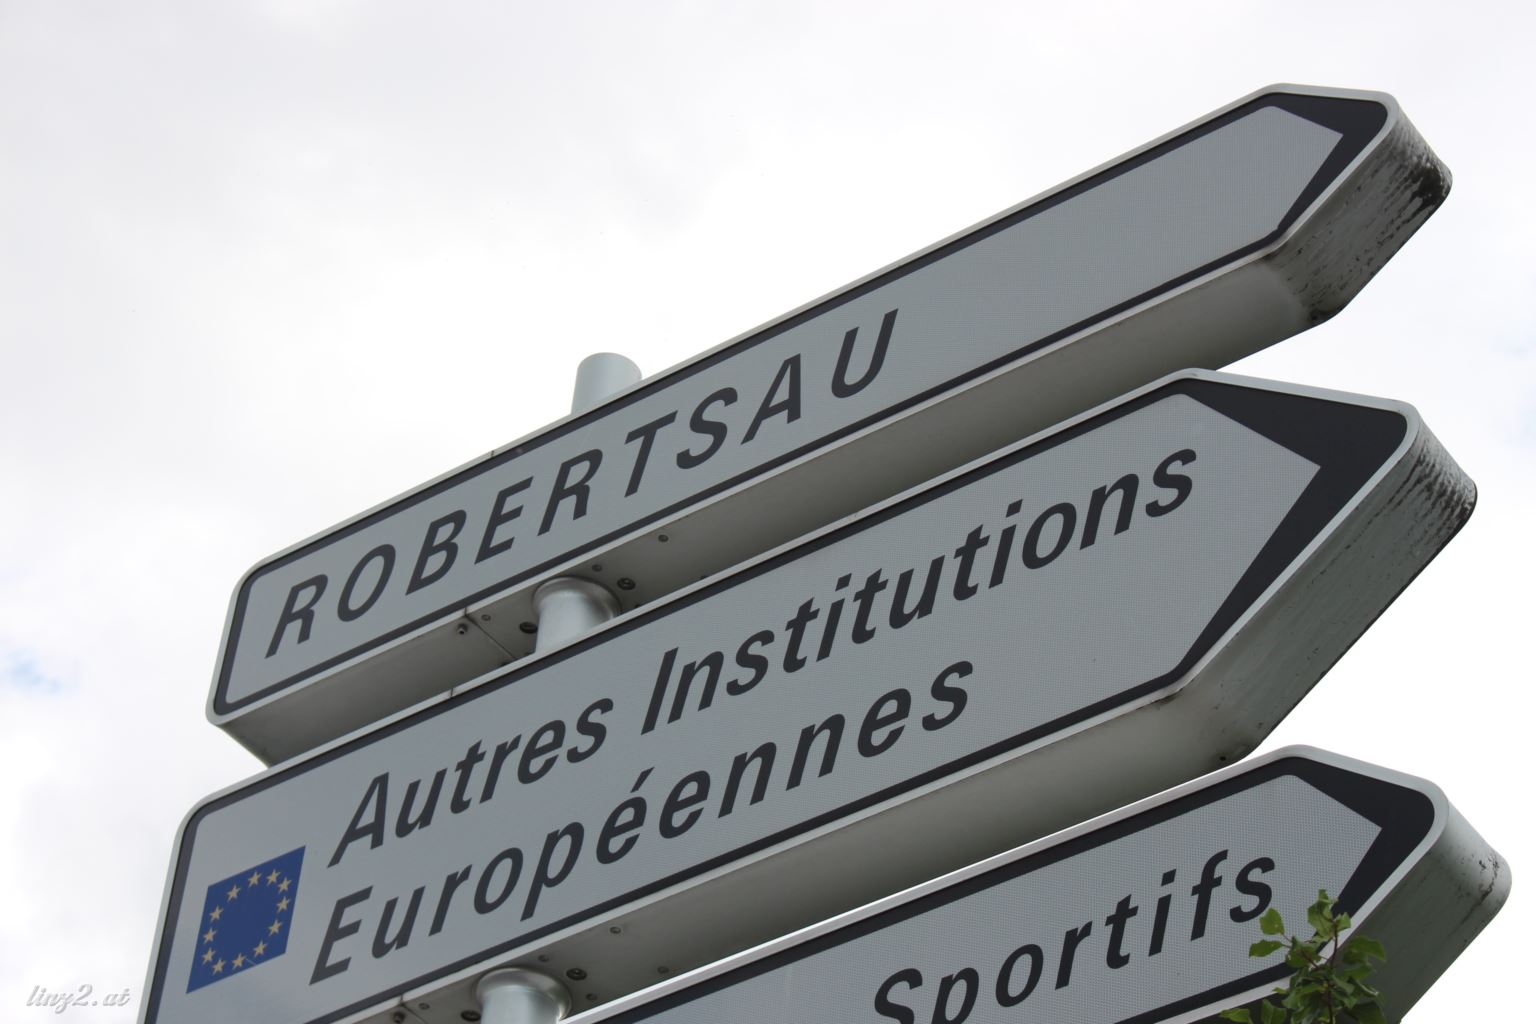 ROBERTSAU
Autres Institutions
Européennes
Sportifs
linz2.at